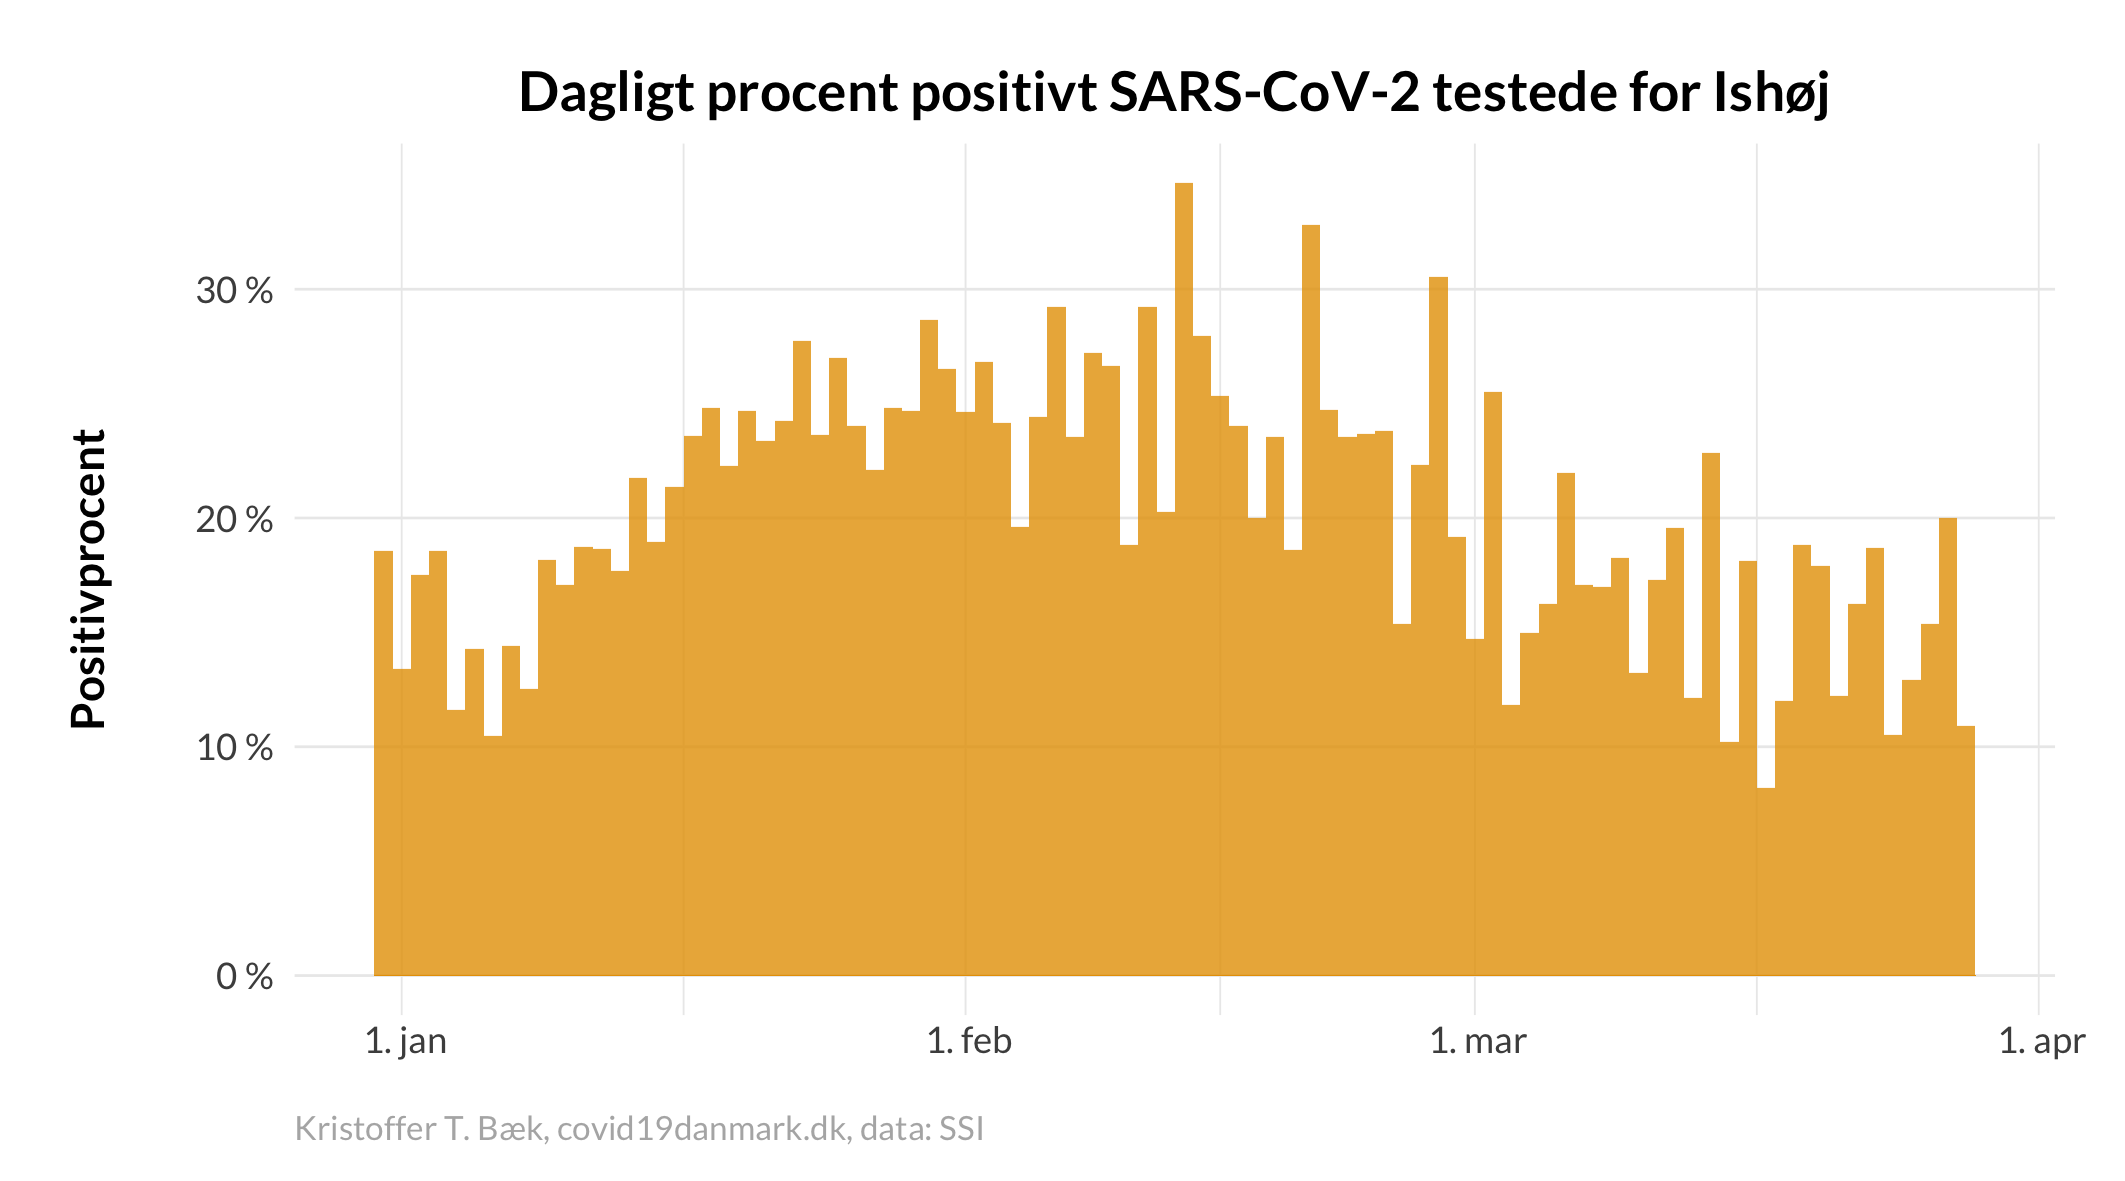 Dagligt procent positivt SARS-CoV-2 testede for Ishøj
Positivprocent
30 %
20 %
10 %
0 %
1. jan
1. feb
1. mar
1. apr
Kristoffer T. Bæk, covid19danmark.dk, data: SSI